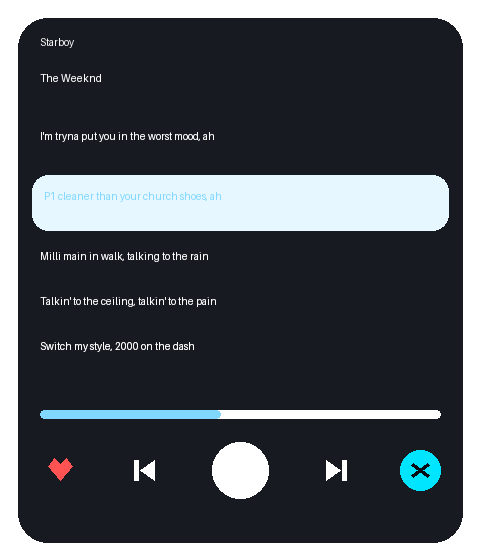 Starboy
The Weeknd
I'm tryna put you in the worst mood, ah
P1 cleaner than your church shoes, ah
Milli main in walk, talking to the rain
Talkin' to the ceiling, talkin' to the pain
Switch my style, 2000 on the dash